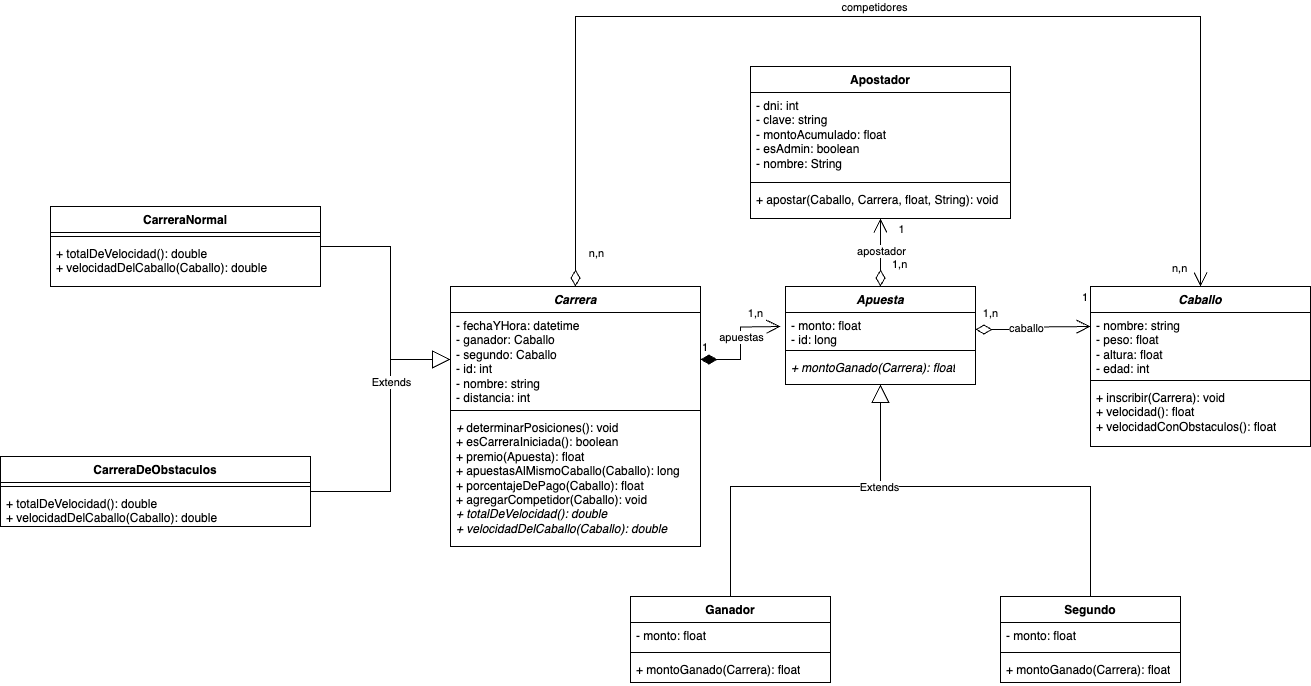 competidores
Apostador
- dni: int
- clave: string
- montoAcumulado: float
- esAdmin: boolean
- nombre: String
+ apostar(Caballo, Carrera, float, String): void
CarreraNormal
+ totalDeVelocidad(): double
+ velocidadDelCaballo(Caballo): double
n,n
1
apostador
1,n
n,n
Carrera
- fechaYHora: datetime
- ganador: Caballo
- segundo: Caballo
- id: int
- nombre: string
- distancia: int
+ determinarPosiciones(): void
+ esCarreraIniciada(): boolean
+ premio(Apuesta): float
+ apuestasAlMismoCaballo(Caballo): long
+ porcentajeDePago(Caballo): float
+ agregarCompetidor(Caballo): void
+ totalDeVelocidad(): double
+ velocidadDelCaballo(Caballo): double
1
apuestas
1,n
Apuesta
- monto: float
- id: long
+ montoGanado(Carrera): float
1,n
caballo
1
Caballo
- nombre: string
- peso: float
- altura: float
- edad: int
+ inscribir(Carrera): void
+ velocidad(): float
+ velocidadConObstaculos(): float
Extends
CarreraDeObstaculos
+ totalDeVelocidad(): double
+ velocidadDelCaballo(Caballo): double
Extends
Ganador
- monto: float
+ montoGanado(Carrera): float
Segundo
- monto: float
+ montoGanado(Carrera): float